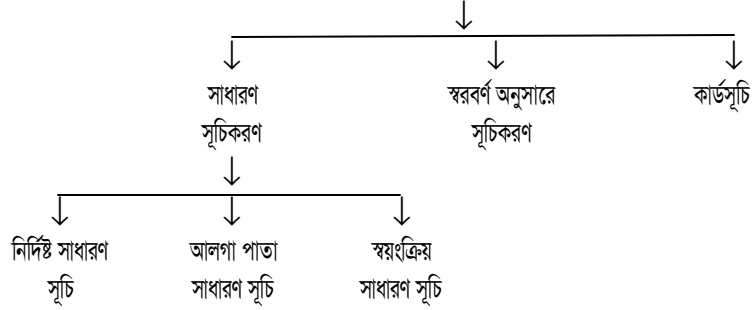 সাধারণ
সূচিকরণ
স্বরবর্ণ অনুসারে
সূচিকরণ
কার্ডসূচি
নির্দিষ্ট সাধারণ
সূচি
আলগা পাতা
সাধারণ সূচি
স্বয়ংক্রিয়
সাধারণ সূচি